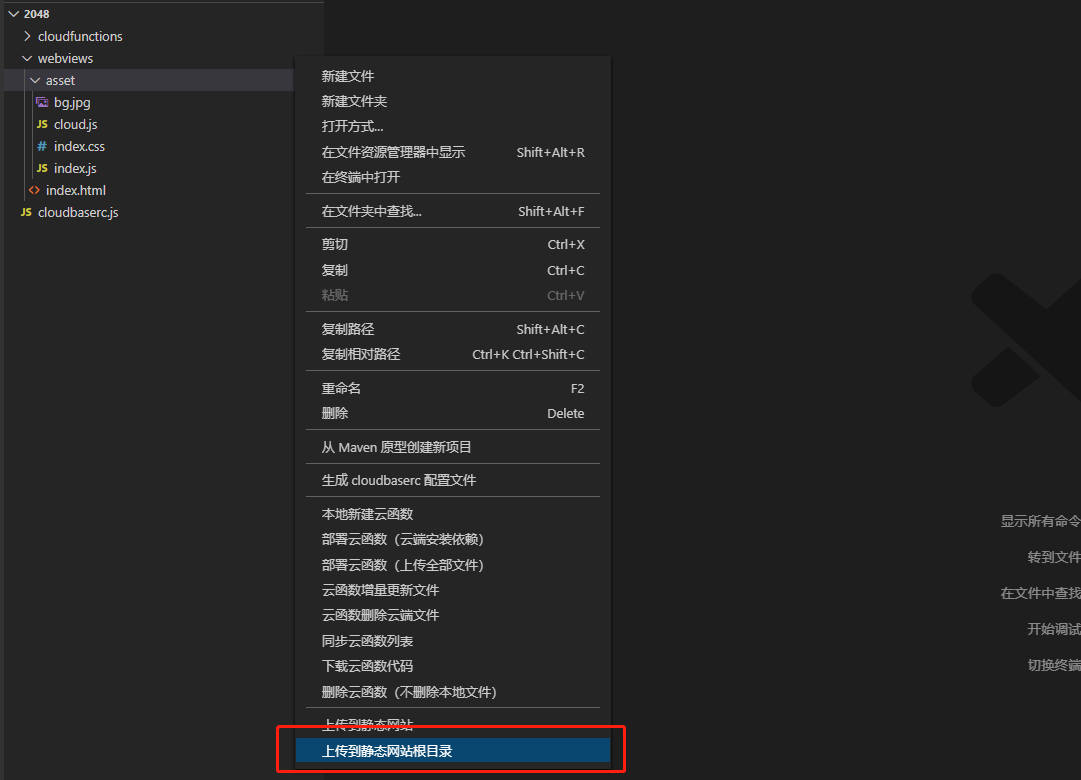 2048
cloudfunctions
webviews
asset
bg.jpg
JS cloud.js
# index.css
JS index.js
<> index.html
JS cloudbaserc.js
新建文件
新建文件夹
打开方式...
在文件资源管理器中显示 Shift+Alt+R
在终端中打开
在文件夹中查找... Shift+Alt+F
剪切 Ctrl+X
复制 Ctrl+C
粘贴 Ctrl+V
复制路径 Shift+Alt+C
复制相对路径 Ctrl+K Ctrl+Shift+C
重命名 F2
删除 Delete
从 Maven 原型创建新项目
生成 cloudbaserc 配置文件
本地新建云函数
部署云函数（云端安装依赖）
部署云函数（上传全部文件）
云函数增量更新文件
云函数删除云端文件
同步云函数列表
下载云函数代码
删除云函数（不删除本地文件）
上传到静态网站
上传到静态网站根目录
显示所有命令
转到文件
在文件中查找
开始调试
切换终端